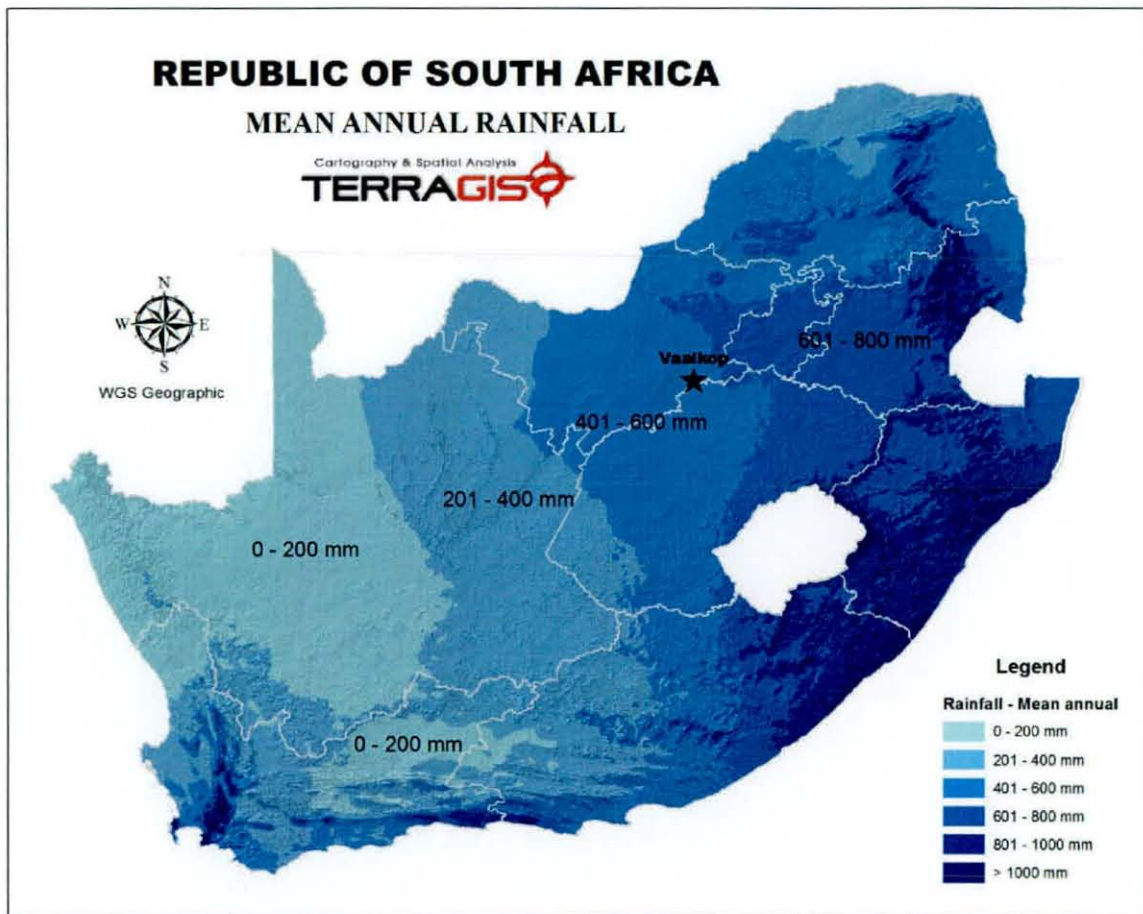 REPUBLIC OF SOUTH AFRICA
MEAN ANNUAL RAINFALL
Cartography & Spatial Analysis
TERRAGIS
N
W E
S
WGS Geographic
601 - 800 mm
Vaalkop
401 - 600 mm
201 - 400 mm
0 - 200 mm
0 - 200 mm
Legend
Rainfall - Mean annual
0 - 200 mm
201 - 400 mm
401 - 600 mm
601 - 800 mm
801 - 1000 mm
> 1000 mm